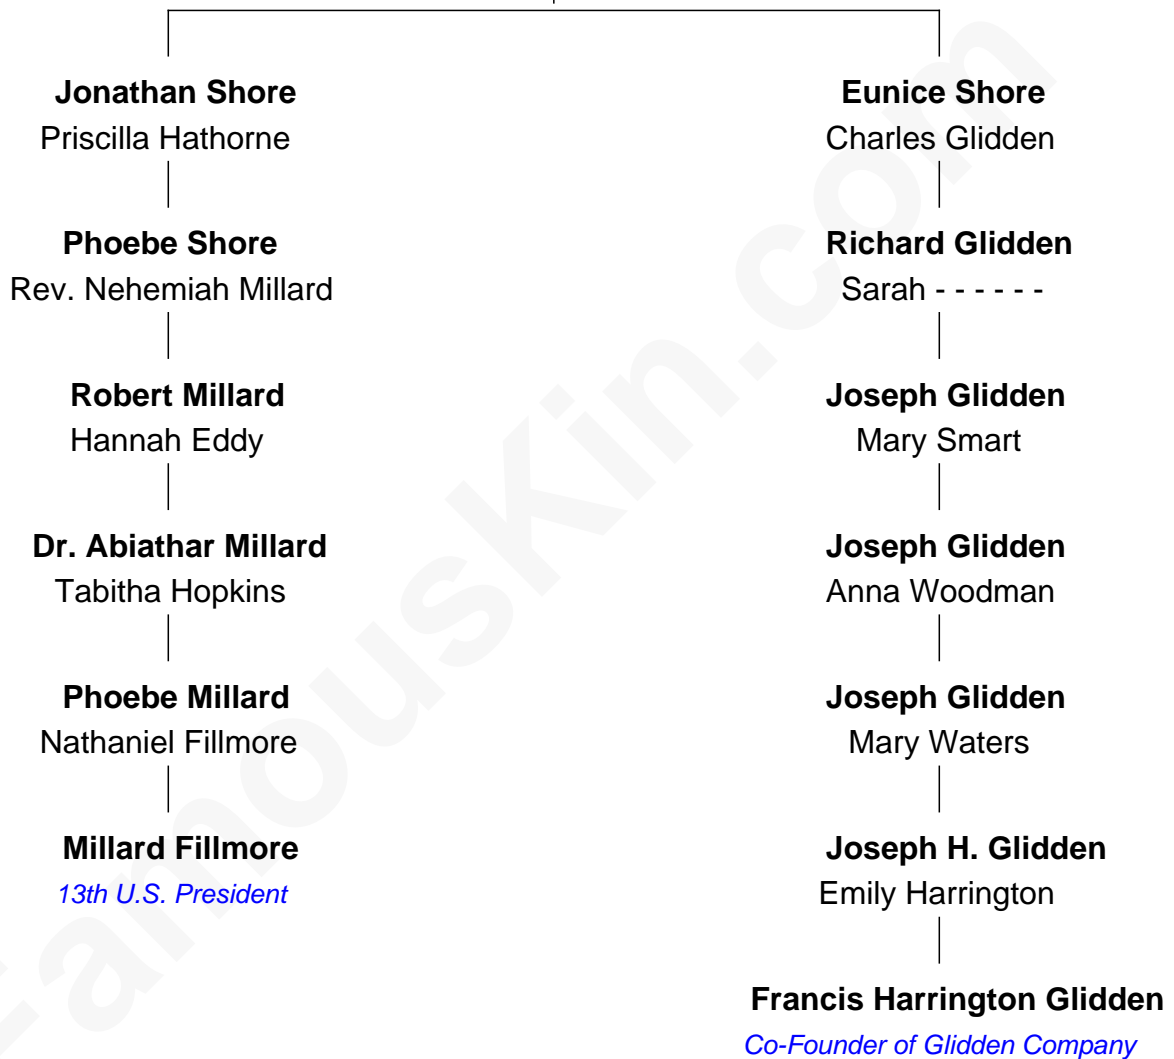 Jonathan Shore
Priscilla Hathorne
Eunice Shore
Charles Glidden
Phoebe Shore
Rev. Nehemiah Millard
Richard Glidden
Sarah - - - - - -
Robert Millard
Hannah Eddy
Joseph Glidden
Mary Smart
Dr. Abiathar Millard
Tabitha Hopkins
Joseph Glidden
Anna Woodman
Phoebe Millard
Nathaniel Fillmore
Joseph Glidden
Mary Waters
Millard Fillmore
13th U.S. President
Joseph H. Glidden
Emily Harrington
Francis Harrington Glidden
Co-Founder of Glidden Company
FamousKin.com